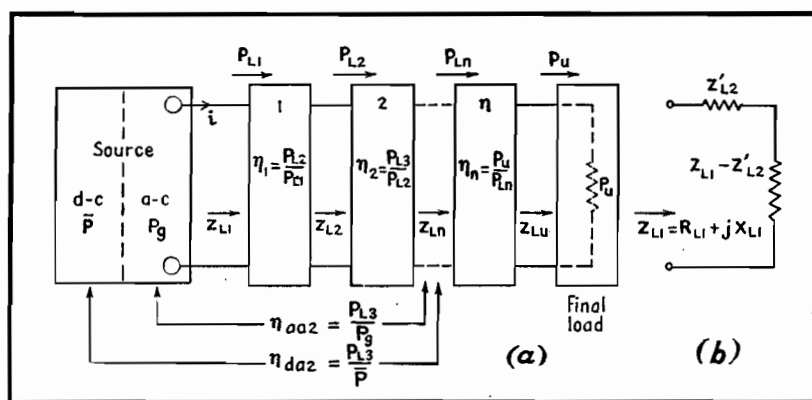 P_L1 P_L2 P_Ln P_u
Source
d-c P̄
a-c P_g
i
1
η_1 = P_L2/P_L1
2
η_2 = P_L3/P_L2
η
η_n = P_u/P_Ln
P_u
Z_L1 Z_L2 Z_Ln Z_Lu
Final
load
Z'_L2
Z_L1 - Z'_L2
Z_L1 = R_L1 + j X_L1
η_aa2 = P_L3/P_g
η_da2 = P_L3/P̄
(a)
(b)